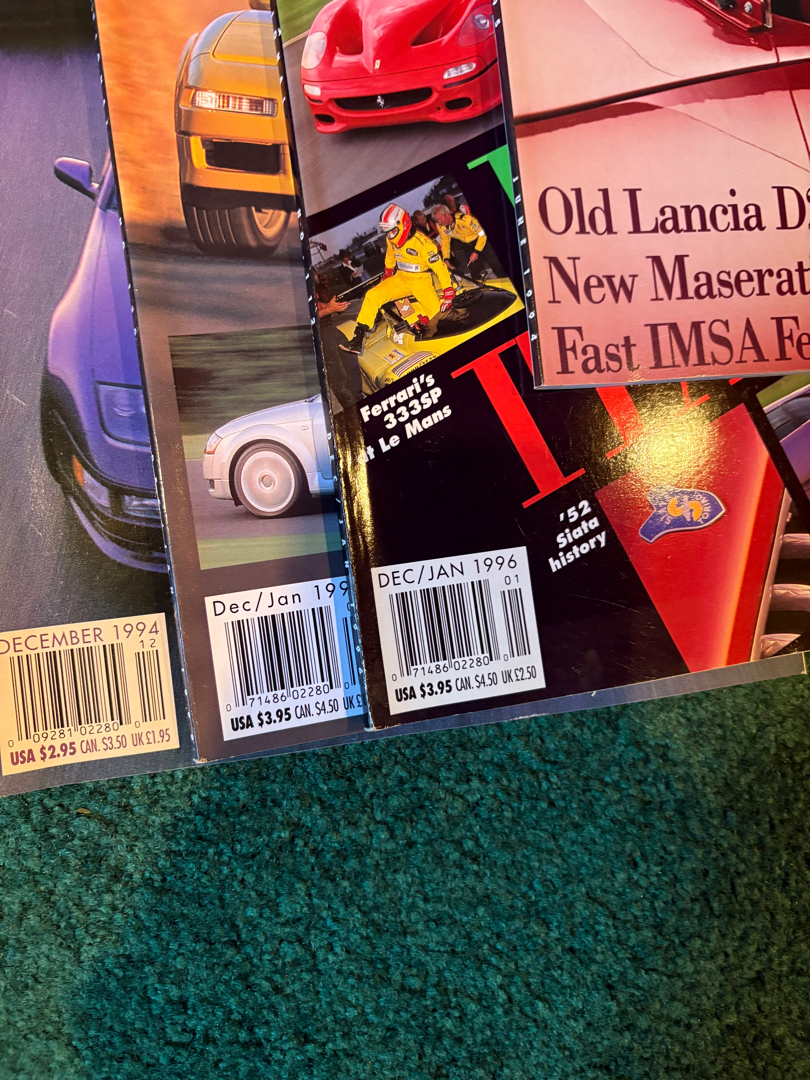 Old Lancia D
New Maserat
Fast IMSA Fe
Ferrari's
333SP
t Le Mans
'52
Siata
history
DECEMBER 1994
12
0 09281 02280 0
USA $2.95 CAN. $3.50 UK £1.95
Dec/Jan 199
0 71486 02280
USA $3.95 CAN. $4.50 UK £
DEC/JAN 1996
01
0 71486 02280 0
USA $3.95 CAN. $4.50 UK £2.50